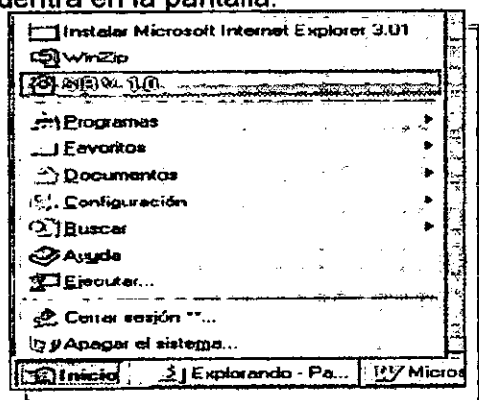 uentra en la pantalla.
Instalar Microsoft Internet Explorer 3.01
WinZip
Programas
Favoritos
Documentos
Configuración
Buscar
Ayuda
Ejecutar...
Cerrar sesión "...
Apagar el sistema...
Inicio Explorando - Pa... Micros